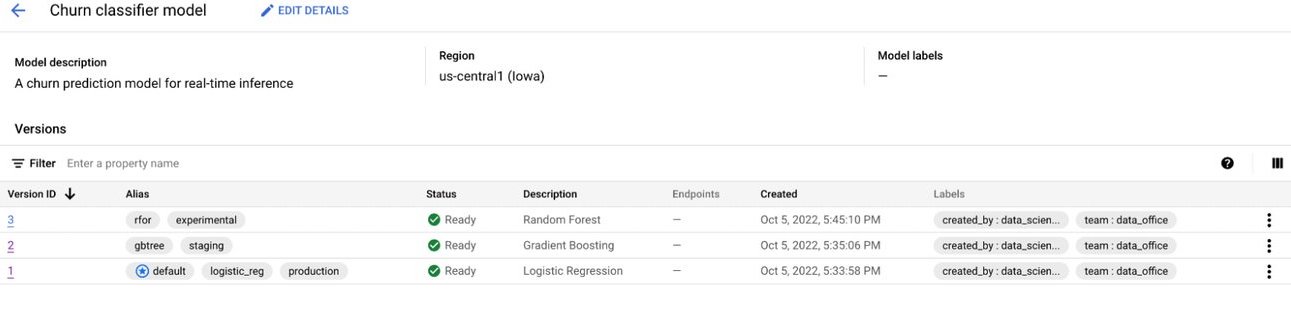 Churn classifier model EDIT DETAILS
Model description Region Model labels
A churn prediction model for real-time inference us-central1 (Iowa) —
Versions
Filter Enter a property name ?
Version ID Alias Status Description Endpoints Created Labels
3 rfor experimental Ready Random Forest — Oct 5, 2022, 5:45:10 PM created_by : data_scien... team : data_office
2 gbtree staging Ready Gradient Boosting — Oct 5, 2022, 5:35:06 PM created_by : data_scien... team : data_office
1 default logistic_reg production Ready Logistic Regression — Oct 5, 2022, 5:33:58 PM created_by : data_scien... team : data_office